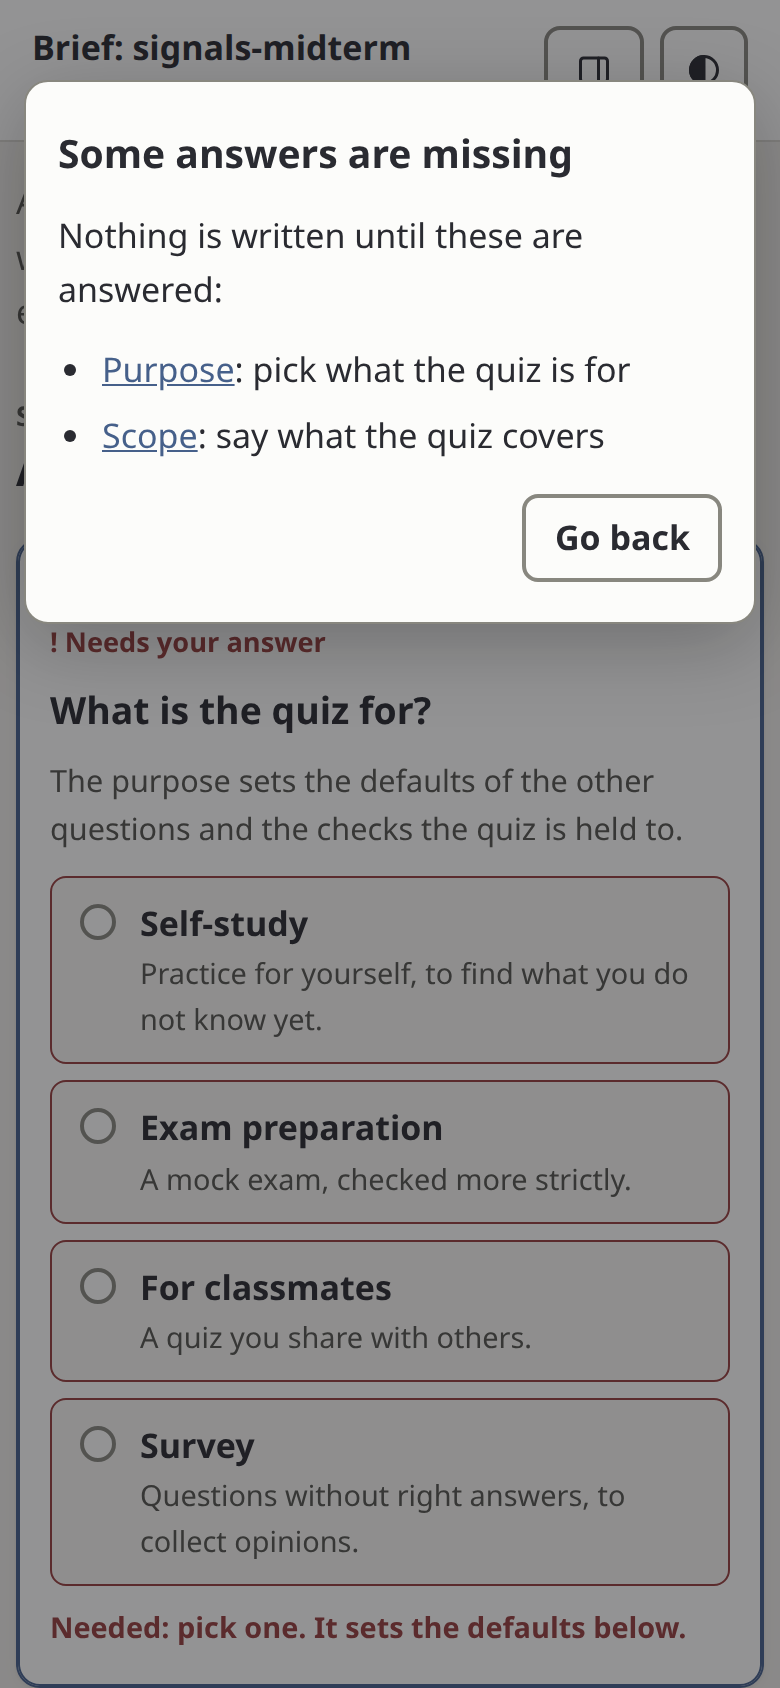 Brief: signals-midterm
Some answers are missing
Nothing is written until these are
answered:
Purpose: pick what the quiz is for
Scope: say what the quiz covers
Go back
! Needs your answer
What is the quiz for?
The purpose sets the defaults of the other
questions and the checks the quiz is held to.
Self-study
Practice for yourself, to find what you do
not know yet.
Exam preparation
A mock exam, checked more strictly.
For classmates
A quiz you share with others.
Survey
Questions without right answers, to
collect opinions.
Needed: pick one. It sets the defaults below.